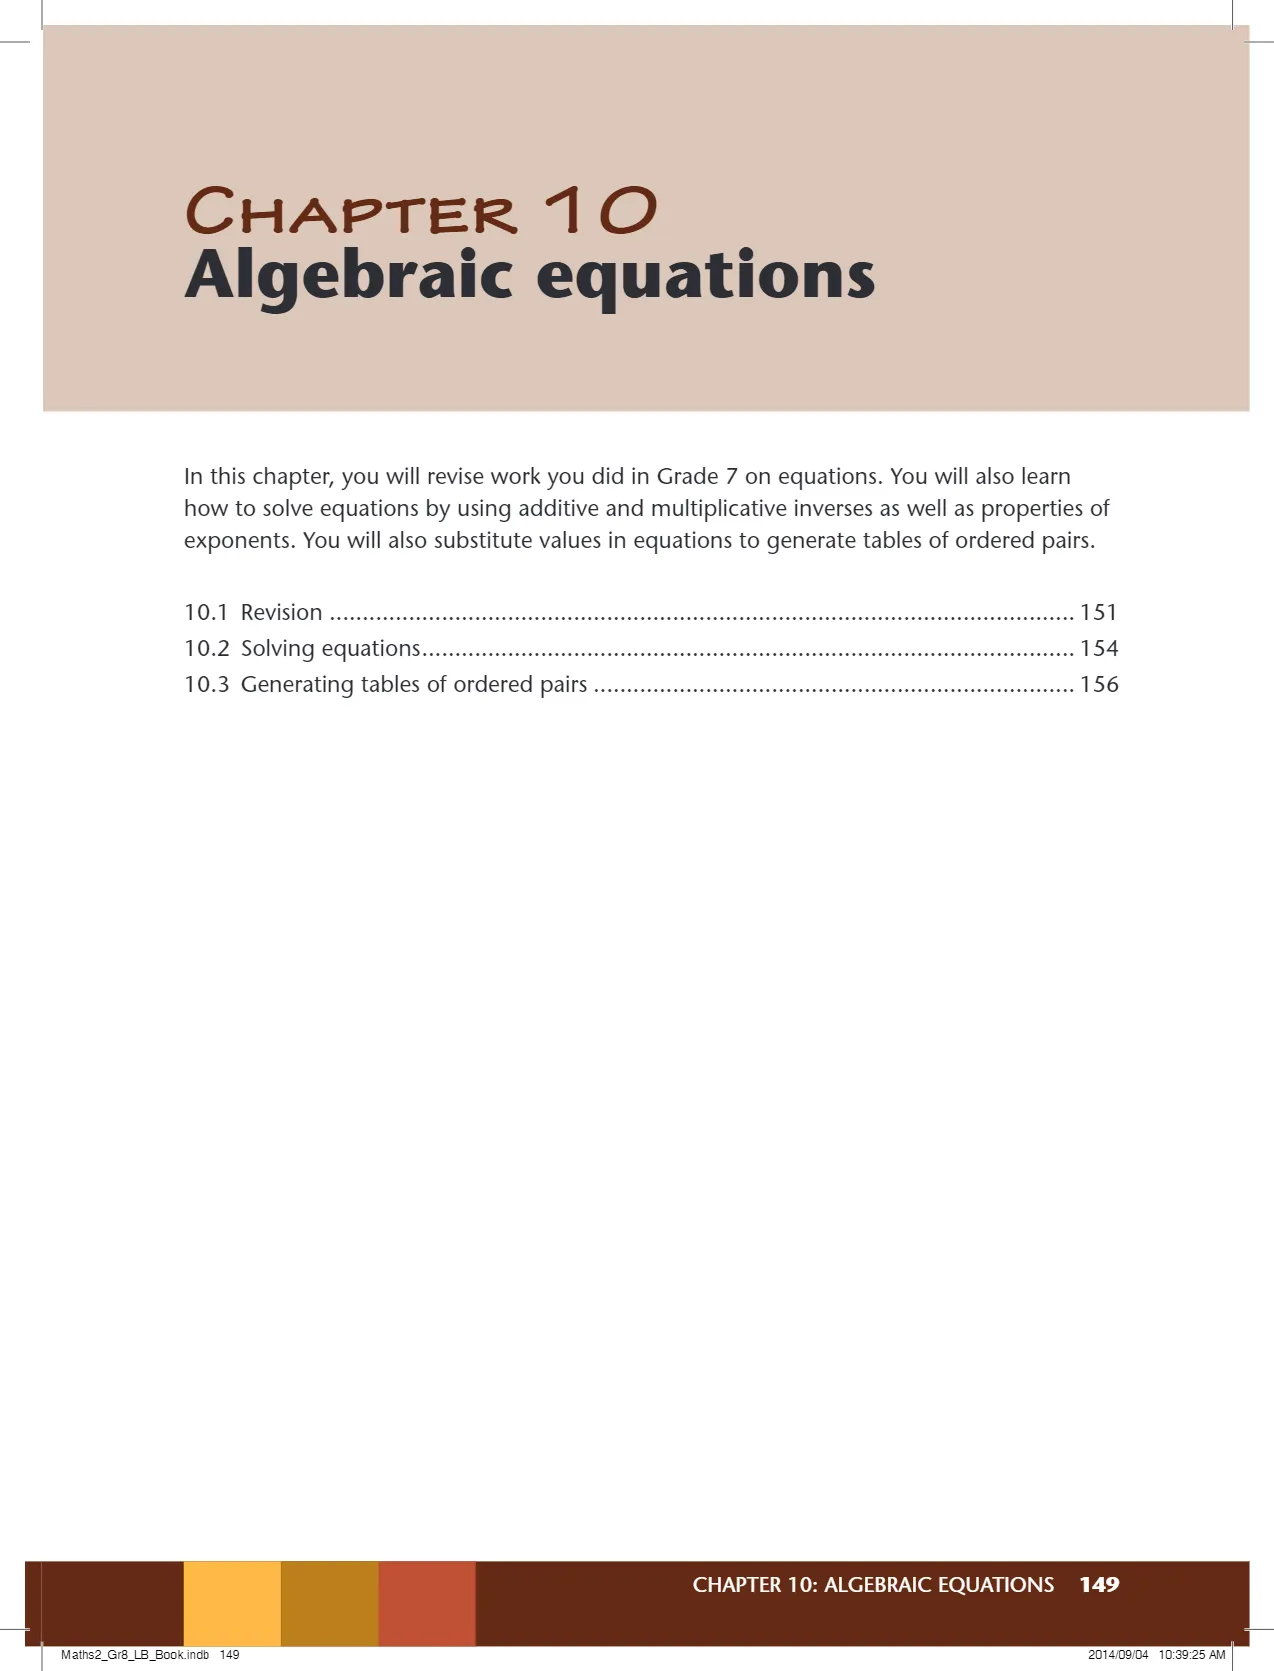 CHAPTER 10
Algebraic equations
In this chapter, you will revise work you did in Grade 7 on equations. You will also learn
how to solve equations by using additive and multiplicative inverses as well as properties of
exponents. You will also substitute values in equations to generate tables of ordered pairs.
10.1 Revision .................................................................................................................. 151
10.2 Solving equations.................................................................................................... 154
10.3 Generating tables of ordered pairs ......................................................................... 156
CHAPTER 10: ALGEBRAIC EQUATIONS 149
Maths2_Gr8_LB_Book.indb 149
2014/09/04 10:39:25 AM